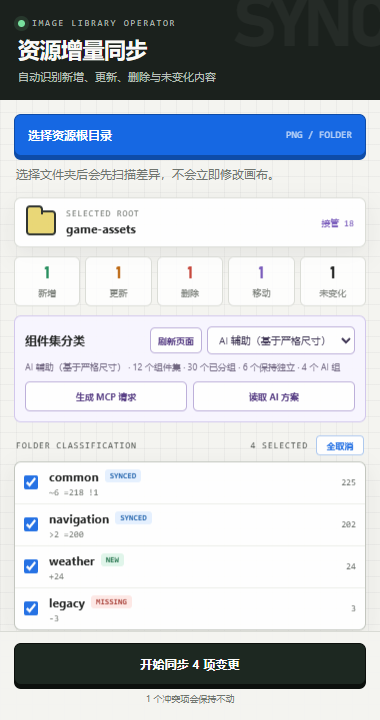 SYNC
IMAGE LIBRARY OPERATOR
资源增量同步
自动识别新增、更新、删除与未变化内容
选择资源根目录 PNG / FOLDER
选择文件夹后会先扫描差异，不会立即修改画布。
SELECTED ROOT
game-assets
接管 18
1 1 1 1 1
新增 更新 删除 移动 未变化
组件集分类 刷新页面 AI 辅助（基于严格尺寸）
AI 辅助（基于严格尺寸）· 12 个组件集 · 30 个已分组 · 6 个保持独立 · 4 个 AI 组
生成 MCP 请求 读取 AI 方案
FOLDER CLASSIFICATION 4 SELECTED 全取消
common SYNCED 225
~6 =218 !1
navigation SYNCED 202
>2 =200
weather NEW 24
+24
legacy MISSING 3
-3
开始同步 4 项变更
1 个冲突项会保持不动